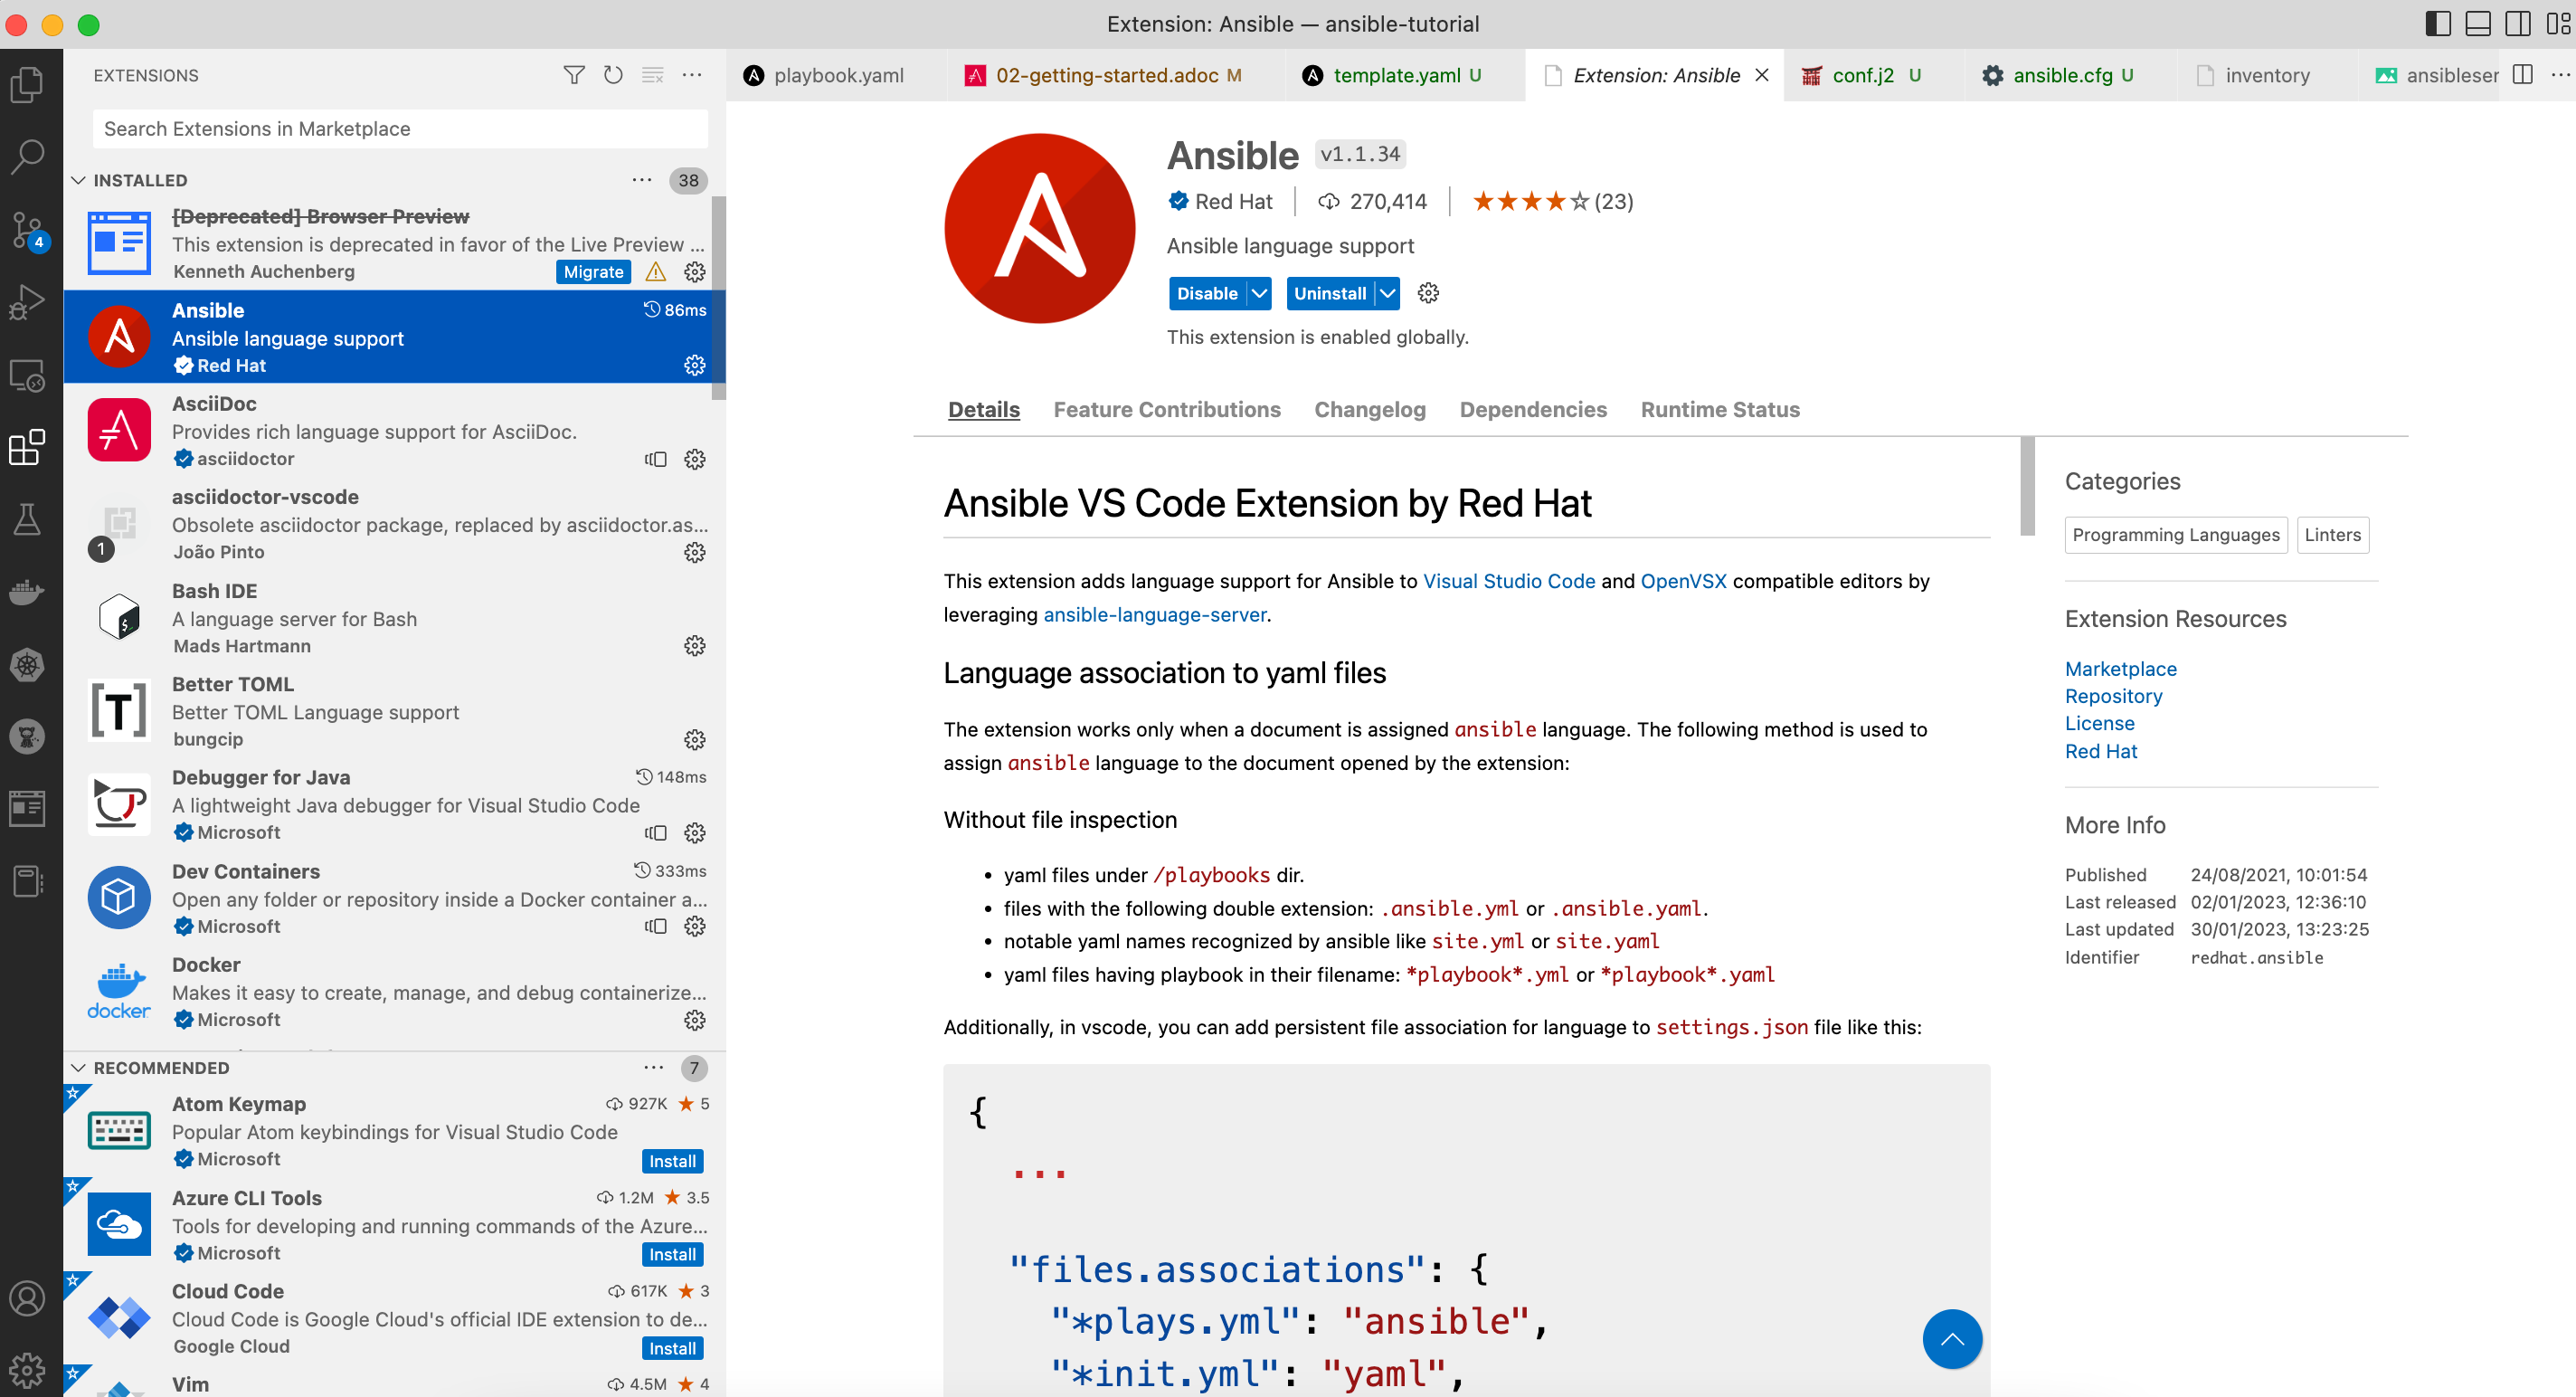 Extension: Ansible — ansible-tutorial
EXTENSIONS
Search Extensions in Marketplace
INSTALLED ··· 38
[Deprecated] Browser Preview
This extension is deprecated in favor of the Live Preview ...
Kenneth Auchenberg Migrate
Ansible 86ms
Ansible language support
Red Hat
AsciiDoc
Provides rich language support for AsciiDoc.
asciidoctor
asciidoctor-vscode
Obsolete asciidoctor package, replaced by asciidoctor.as...
1 João Pinto
Bash IDE
A language server for Bash
Mads Hartmann
Better TOML
Better TOML Language support
[T] bungcip
Debugger for Java 148ms
A lightweight Java debugger for Visual Studio Code
Microsoft
Dev Containers 333ms
Open any folder or repository inside a Docker container a...
Microsoft
Docker
Makes it easy to create, manage, and debug containerize...
docker Microsoft
RECOMMENDED ··· 7
Atom Keymap 927K ★ 5
Popular Atom keybindings for Visual Studio Code
Microsoft Install
Azure CLI Tools 1.2M ★ 3.5
Tools for developing and running commands of the Azure...
Microsoft Install
Cloud Code 617K ★ 3
Cloud Code is Google Cloud's official IDE extension to de...
Google Cloud Install
Vim 4.5M ★ 4
4
playbook.yaml 02-getting-started.adoc M template.yaml U Extension: Ansible conf.j2 U ansible.cfg U inventory ansibleser
Ansible v1.1.34
Red Hat 270,414 ★★★★☆ (23)
Ansible language support
Disable Uninstall
This extension is enabled globally.
Details Feature Contributions Changelog Dependencies Runtime Status
Ansible VS Code Extension by Red Hat
This extension adds language support for Ansible to Visual Studio Code and OpenVSX compatible editors by
leveraging ansible-language-server.
Language association to yaml files
The extension works only when a document is assigned ansible language. The following method is used to
assign ansible language to the document opened by the extension:
Without file inspection
• yaml files under /playbooks dir.
• files with the following double extension: .ansible.yml or .ansible.yaml.
• notable yaml names recognized by ansible like site.yml or site.yaml
• yaml files having playbook in their filename: *playbook*.yml or *playbook*.yaml
Additionally, in vscode, you can add persistent file association for language to settings.json file like this:
{
...
"files.associations": {
"*plays.yml": "ansible",
"*init.yml": "yaml",
Categories
Programming Languages Linters
Extension Resources
Marketplace
Repository
License
Red Hat
More Info
Published 24/08/2021, 10:01:54
Last released 02/01/2023, 12:36:10
Last updated 30/01/2023, 13:23:25
Identifier redhat.ansible